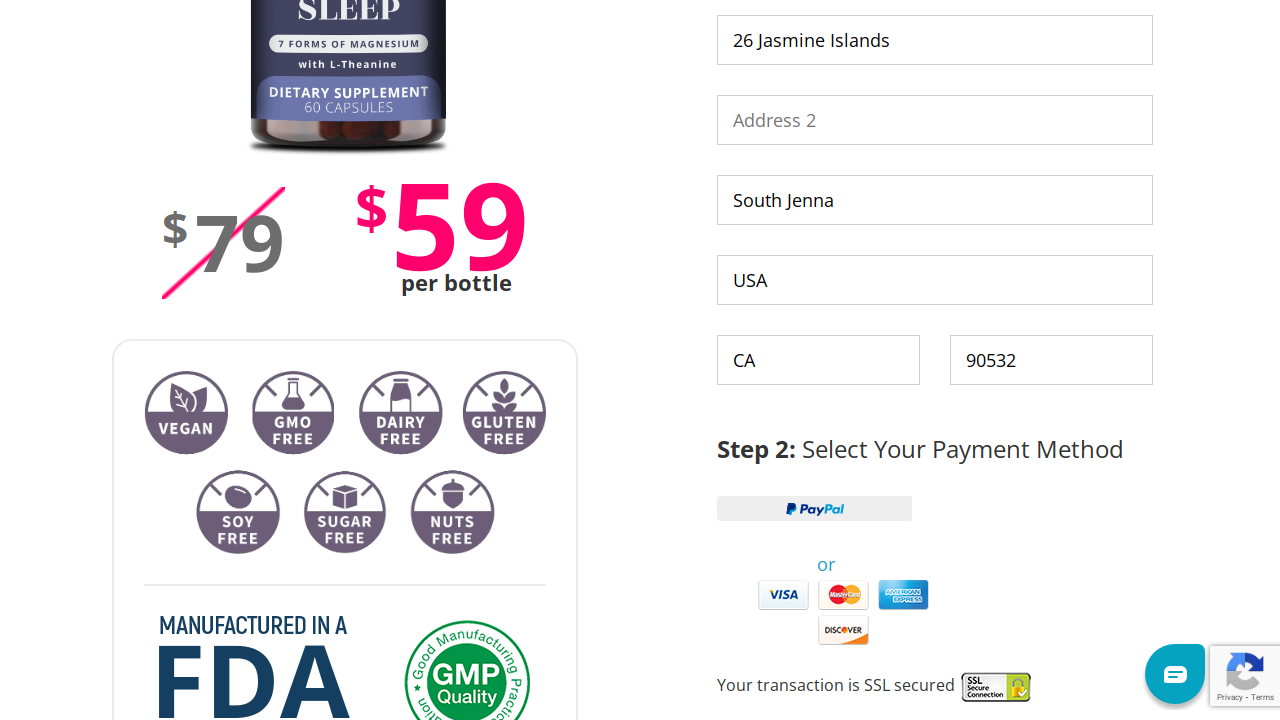 SLEEP
7 FORMS OF MAGNESIUM
with L-Theanine
DIETARY SUPPLEMENT
60 CAPSULES
$79
$59
per bottle
VEGAN
GMO FREE
DAIRY FREE
GLUTEN FREE
SOY FREE
SUGAR FREE
NUTS FREE
MANUFACTURED IN A
FDA
Good Manufacturing
GMP
Quality
26 Jasmine Islands
Address 2
South Jenna
USA
CA
90532
Step 2: Select Your Payment Method
PayPal
or
VISA
MasterCard
AMERICAN EXPRESS
DISCOVER
Your transaction is SSL secured
SSL
Secure
Connection
Privacy - Terms